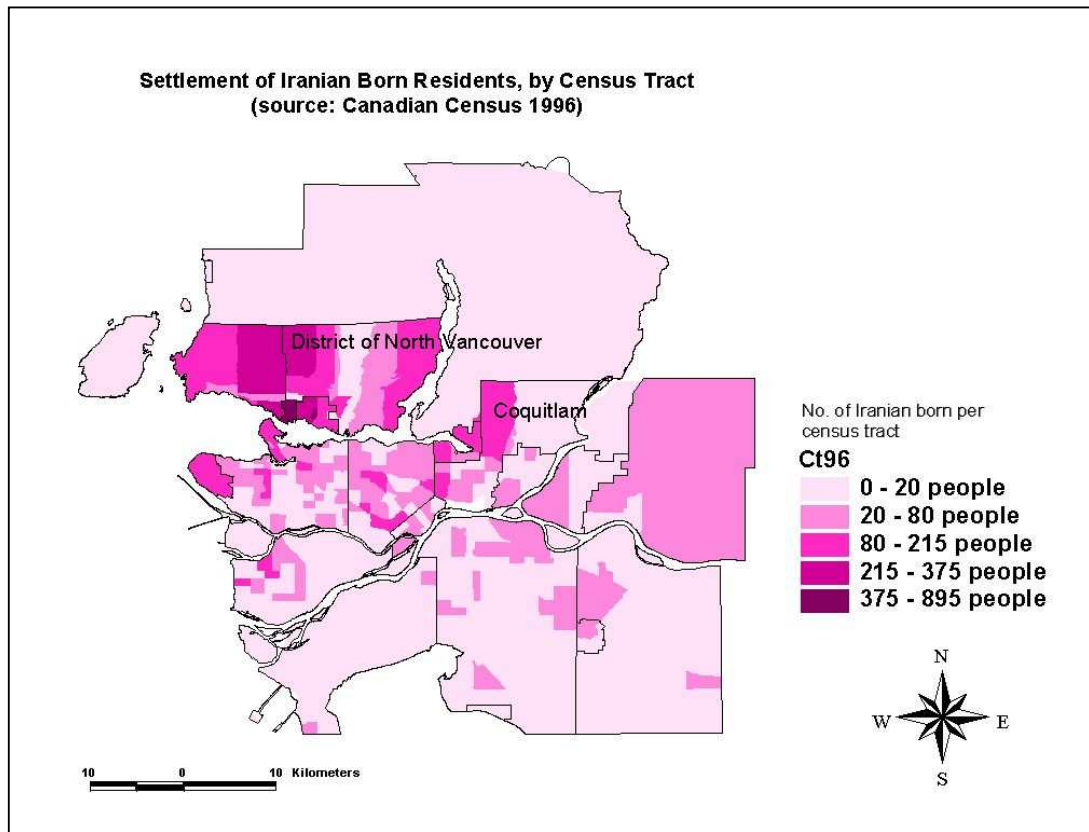 Settlement of Iranian Born Residents, by Census Tract
(source: Canadian Census 1996)
District of North Vancouver
Coquitlam
No. of Iranian born per
census tract
Ct96
0 - 20 people
20 - 80 people
80 - 215 people
215 - 375 people
375 - 895 people
N
W E
S
10 0 10 Kilometers